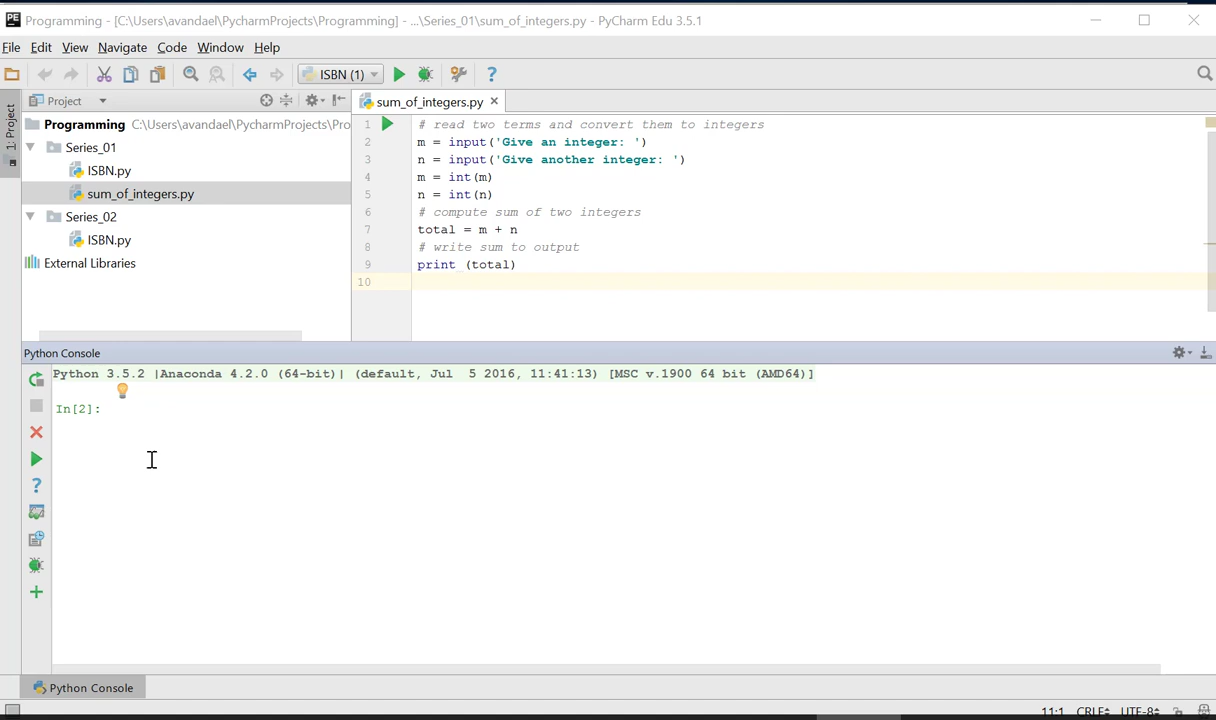 Programming - [C:\Users\avandael\PycharmProjects\Programming] - ...\Series_01\sum_of_integers.py - PyCharm Edu 3.5.1
File Edit View Navigate Code Window Help
ISBN (1)
1: Project
Project
sum_of_integers.py
Programming C:\Users\avandael\PycharmProjects\Pro
Series_01
ISBN.py
sum_of_integers.py
Series_02
ISBN.py
External Libraries
1 # read two terms and convert them to integers
2 m = input('Give an integer: ')
3 n = input('Give another integer: ')
4 m = int(m)
5 n = int(n)
6 # compute sum of two integers
7 total = m + n
8 # write sum to output
9 print (total)
10
Python Console
Python 3.5.2 |Anaconda 4.2.0 (64-bit)| (default, Jul  5 2016, 11:41:13) [MSC v.1900 64 bit (AMD64)]
In[2]:
Python Console
11:1 CRLF UTF-8